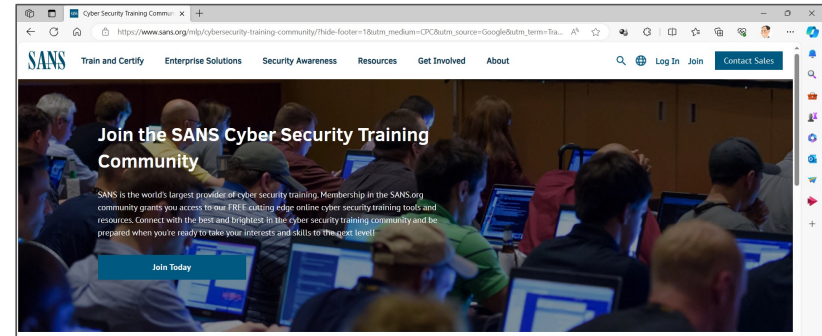 SANS Cyber Security Training Commun
https://www.sans.org/mlp/cybersecurity-training-community/?hide-footer=1&utm_medium=CPC&utm_source=Google&utm_term=Tra...
SANS Train and Certify Enterprise Solutions Security Awareness Resources Get Involved About Log In Join Contact Sales
Join the SANS Cyber Security Training
Community
SANS is the world's largest provider of cyber security training. Membership in the SANS.org
community grants you access to our FREE cutting edge online cyber security training tools and
resources. Connect with the best and brightest in the cyber security training community and be
prepared when you're ready to take your interests and skills to the next level!
Join Today